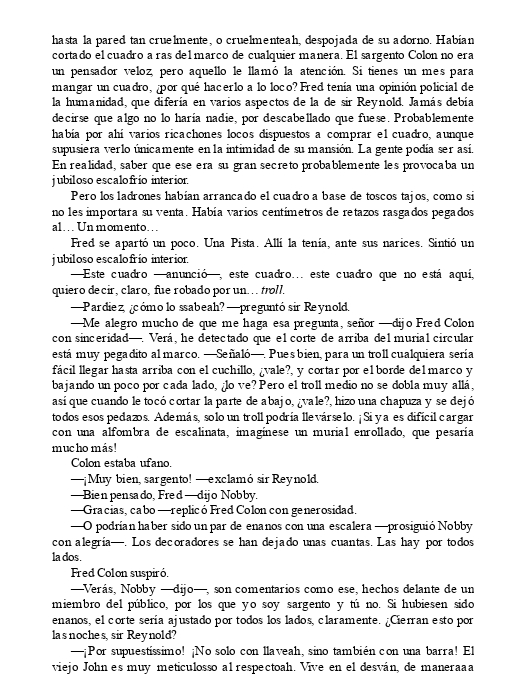 hasta la pared tan cruelmente, o cruelmenteah, despojada de su adorno. Habían
cortado el cuadro a ras del marco de cualquier manera. El sargento Colon no era
un pensador veloz, pero aquello le llamó la atención. Si tienes un mes para
mangar un cuadro, ¿por qué hacerlo a lo loco? Fred tenía una opinión policial de
la humanidad, que difería en varios aspectos de la de sir Reynold. Jamás debía
decirse que algo no lo haría nadie, por descabellado que fuese. Probablemente
había por ahí varios ricachones locos dispuestos a comprar el cuadro, aunque
supusiera verlo únicamente en la intimidad de su mansión. La gente podía ser así.
En realidad, saber que ese era su gran secreto probablemente les provocaba un
jubiloso escalofrío interior.
Pero los ladrones habían arrancado el cuadro a base de toscos tajos, como si
no les importara su venta. Había varios centímetros de retazos rasgados pegados
al… Un momento…
Fred se apartó un poco. Una Pista. Allí la tenía, ante sus narices. Sintió un
jubiloso escalofrío interior.
—Este cuadro —anunció—, este cuadro… este cuadro que no está aquí,
quiero decir, claro, fue robado por un… troll.
—Pardiez, ¿cómo lo ssabeah? —preguntó sir Reynold.
—Me alegro mucho de que me haga esa pregunta, señor —dijo Fred Colon
con sinceridad—. Verá, he detectado que el corte de arriba del murial circular
está muy pegadito al marco. —Señaló—. Pues bien, para un troll cualquiera sería
fácil llegar hasta arriba con el cuchillo, ¿vale?, y cortar por el borde del marco y
bajando un poco por cada lado, ¿lo ve? Pero el troll medio no se dobla muy allá,
así que cuando le tocó cortar la parte de abajo, ¿vale?, hizo una chapuza y se dejó
todos esos pedazos. Además, solo un troll podría llevárselo. ¡Si ya es difícil cargar
con una alfombra de escalinata, imagínese un murial enrollado, que pesaría
mucho más!
Colon estaba ufano.
—¡Muy bien, sargento! —exclamó sir Reynold.
—Bien pensado, Fred —dijo Nobby.
—Gracias, cabo —replicó Fred Colon con generosidad.
—O podrían haber sido un par de enanos con una escalera —prosiguió Nobby
con alegría—. Los decoradores se han dejado unas cuantas. Las hay por todos
lados.
Fred Colon suspiró.
—Verás, Nobby —dijo—, son comentarios como ese, hechos delante de un
miembro del público, por los que yo soy sargento y tú no. Si hubiesen sido
enanos, el corte sería ajustado por todos los lados, claramente. ¿Cierran esto por
las noches, sir Reynold?
—¡Por supuestíssimo! ¡No solo con llaveah, sino también con una barra! El
viejo John es muy meticulosso al respectoah. Vive en el desván, de maneraaa